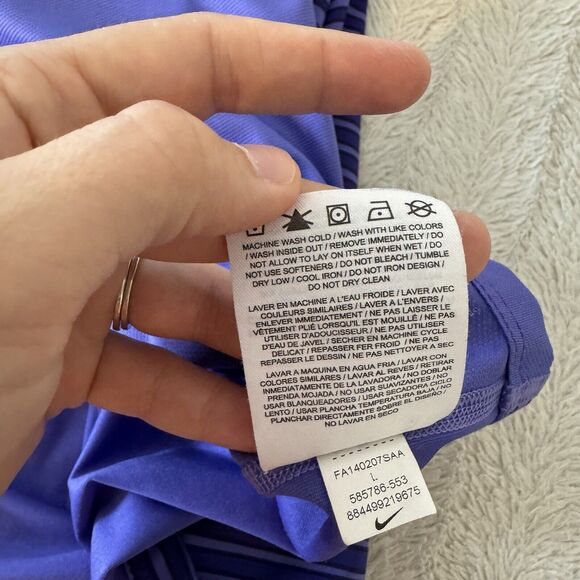 MACHINE WASH COLD / WASH WITH LIKE COLORS
/ WASH INSIDE OUT / REMOVE IMMEDIATELY / DO
NOT ALLOW TO LAY ON ITSELF WHEN WET / DO
NOT USE SOFTENERS / DO NOT BLEACH / TUMBLE
DRY LOW / COOL IRON / DO NOT IRON DESIGN /
DO NOT DRY CLEAN
LAVER EN MACHINE A L'EAU FROIDE / LAVER AVEC
COULEURS SIMILAIRES / LAVER A L'ENVERS /
ENLEVER IMMEDIATEMENT / NE PAS LAISSER LE
VÊTEMENT PLIÉ LORSQU'IL EST MOUILLÉ / NE PAS
UTILISER D'ADOUCISSEUR / NE PAS UTILISER
D'EAU DE JAVEL / SECHER EN MACHINE CYCLE
DELICAT / REPASSER FER FROID / NE PAS
REPASSER LE DESSIN / NE PAS NETTOYER A SEC
LAVAR A MAQUINA EN AGUA FRIA / LAVAR CON
COLORES SIMILARES / LAVAR AL REVES / RETIRAR
INMEDIATAMENTE DE LA LAVADORA / NO DOBLAR
PRENDA MOJADA / NO USAR SUAVIZANTES / NO
USAR BLANQUEADORES / USAR SECADORA CICLO
LENTO / USAR PLANCHA TEMPERATURA BAJA / NO
PLANCHAR DIRECTAMENTE SOBRE EL DISEÑO /
NO LAVAR EN SECO
FA140207SAA
L
585786-553
884499219675